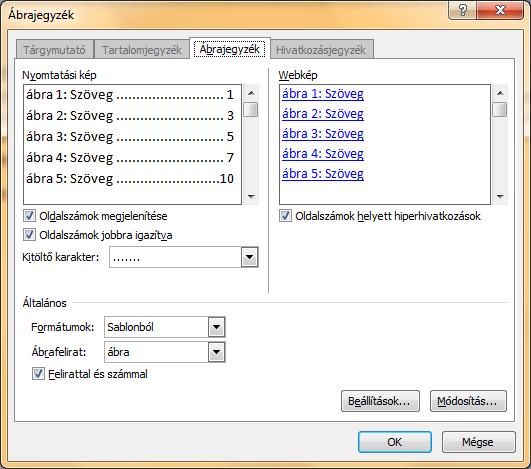 Ábrajegyzék
Tárgymutató Tartalomjegyzék Ábrajegyzék Hivatkozásjegyzék
Nyomtatási kép
ábra 1: Szöveg ........................... 1
ábra 2: Szöveg ........................... 3
ábra 3: Szöveg ........................... 5
ábra 4: Szöveg ........................... 7
ábra 5: Szöveg ..........................10
Oldalszámok megjelenítése
Oldalszámok jobbra igazítva
Kitöltő karakter: .......
Webkép
ábra 1: Szöveg
ábra 2: Szöveg
ábra 3: Szöveg
ábra 4: Szöveg
ábra 5: Szöveg
Oldalszámok helyett hiperhivatkozások
Általános
Formátumok: Sablonból
Ábrafelirat: ábra
Felirattal és számmal
Beállítások... Módosítás...
OK Mégse